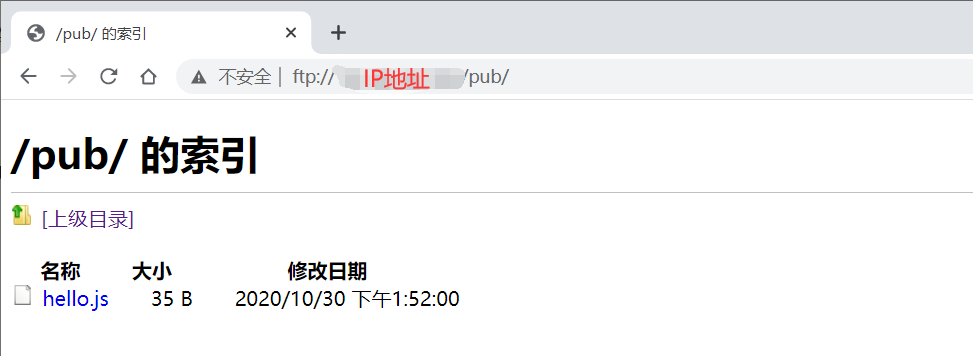 /pub/ 的索引
不安全 | ftp:// IP地址 /pub/
/pub/ 的索引
[上级目录]
名称 大小 修改日期
hello.js 35 B 2020/10/30 下午1:52:00